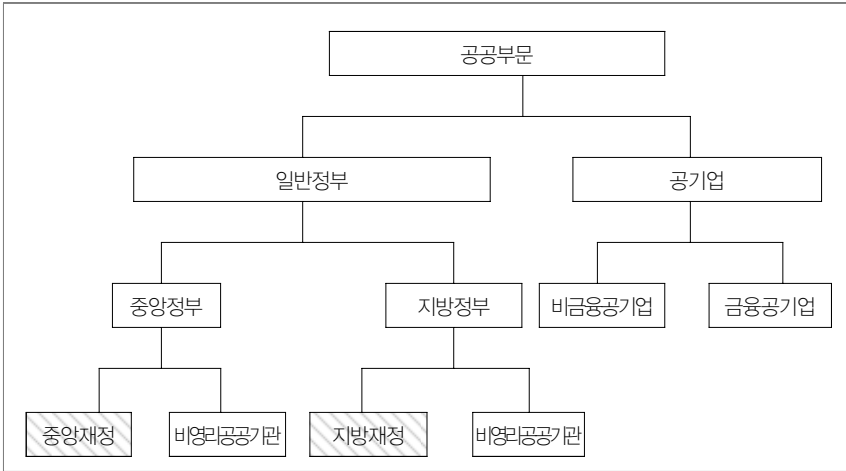 공공부문
일반정부
공기업
중앙정부
지방정부
비금융공기업
금융공기업
중앙재정
비영리공공기관
지방재정
비영리공공기관